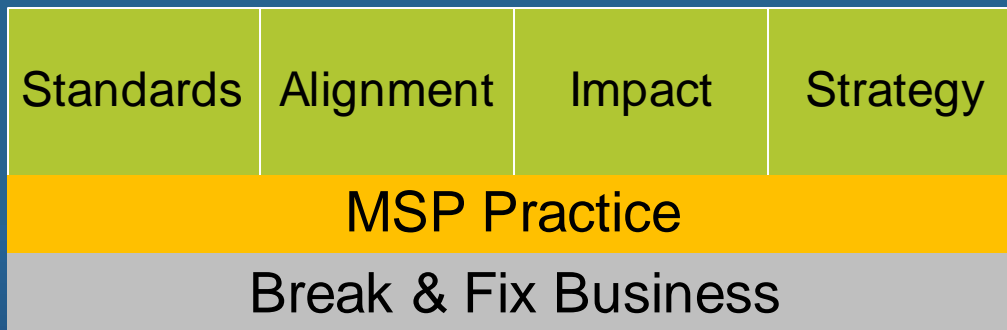 Standards Alignment Impact Strategy
MSP Practice
Break & Fix Business